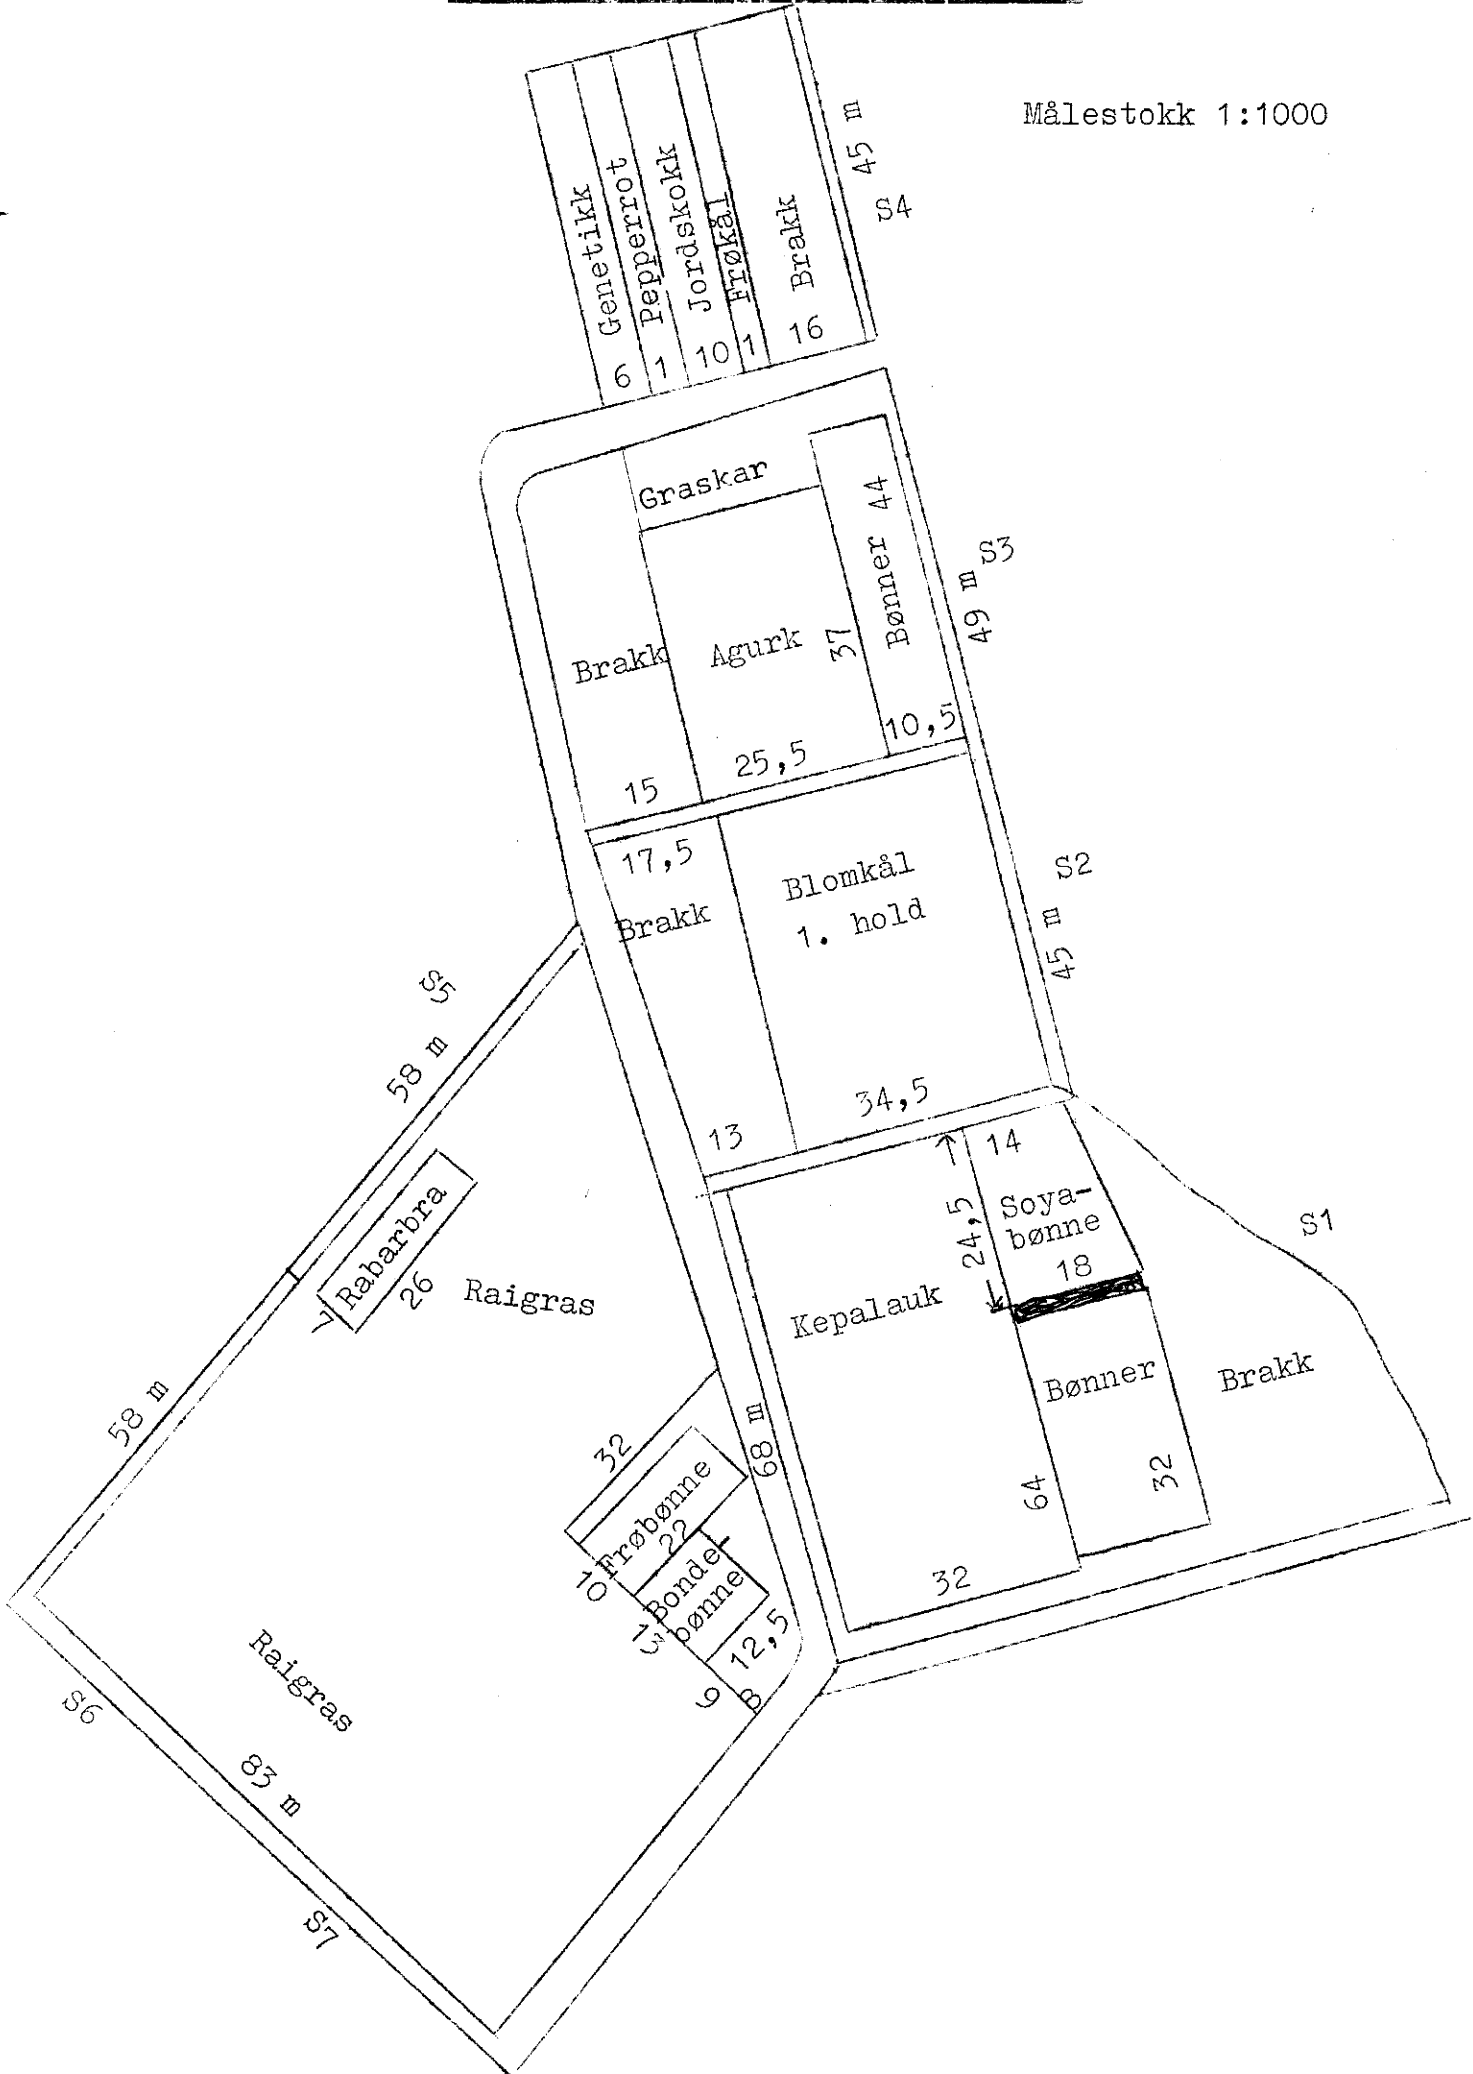 Målestokk 1:1000
6 Genetikk
1 Pepperrot
10 Jordskokk
1 Frøkål
16 Brakk
45 m
S4
Graskar
Bønner 44
Brakk
Agurk
37
49 m
S3
15
25,5
10,5
17,5
Brakk
Blomkål
1. hold
S2
45 m
13
34,5
S5
58 m
14
24,5
Soya-
bønne
18
S1
Kepalauk
Bønner
Brakk
Rabarbra
7
26
Raigras
58 m
68 m
64
32
32
32
Frøbønne
10
22
Bonde-
bønne
13
12,5
9
B
Raigras
S6
83 m
S7